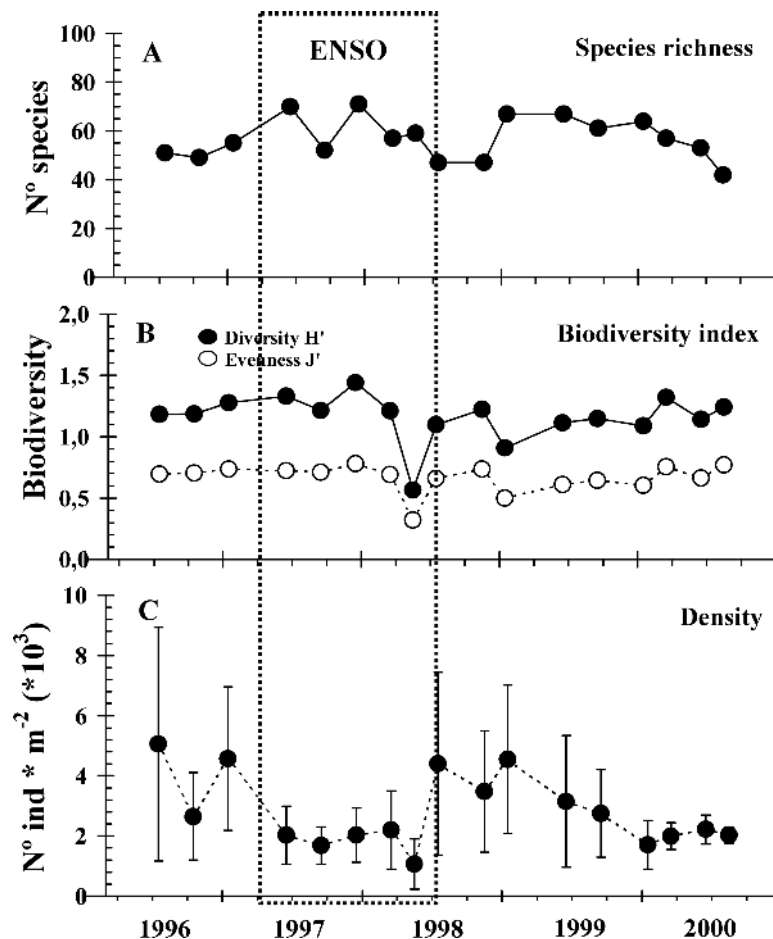 A
ENSO
Species richness
Nº species
100
80
60
40
20
0
B
Diversity H'
Evenness J'
Biodiversity index
Biodiversity
2,0
1,5
1,0
0,5
0,0
C
Density
Nº ind * m⁻² (*10³)
10
8
6
4
2
0
1996
1997
1998
1999
2000